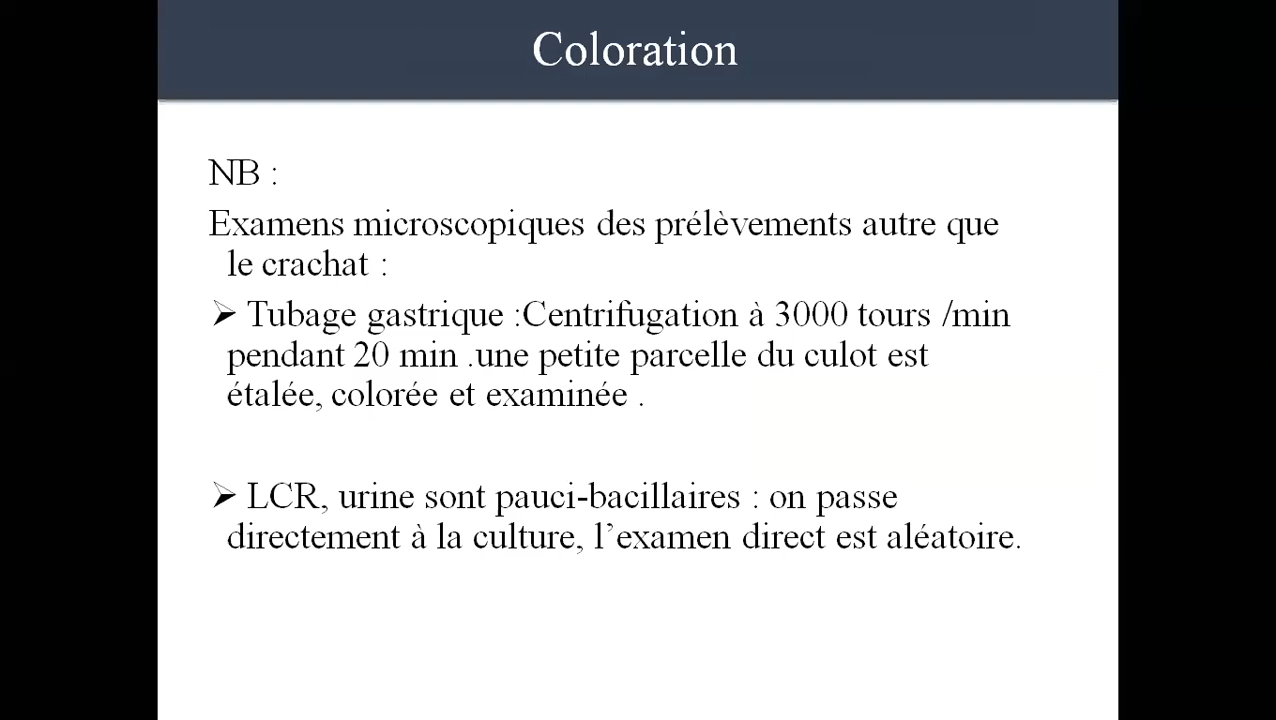 Coloration
NB :
Examens microscopiques des prélèvements autre que
le crachat :
➢ Tubage gastrique :Centrifugation à 3000 tours /min
pendant 20 min .une petite parcelle du culot est
étalée, colorée et examinée .
➢ LCR, urine sont pauci-bacillaires : on passe
directement à la culture, l’examen direct est aléatoire.